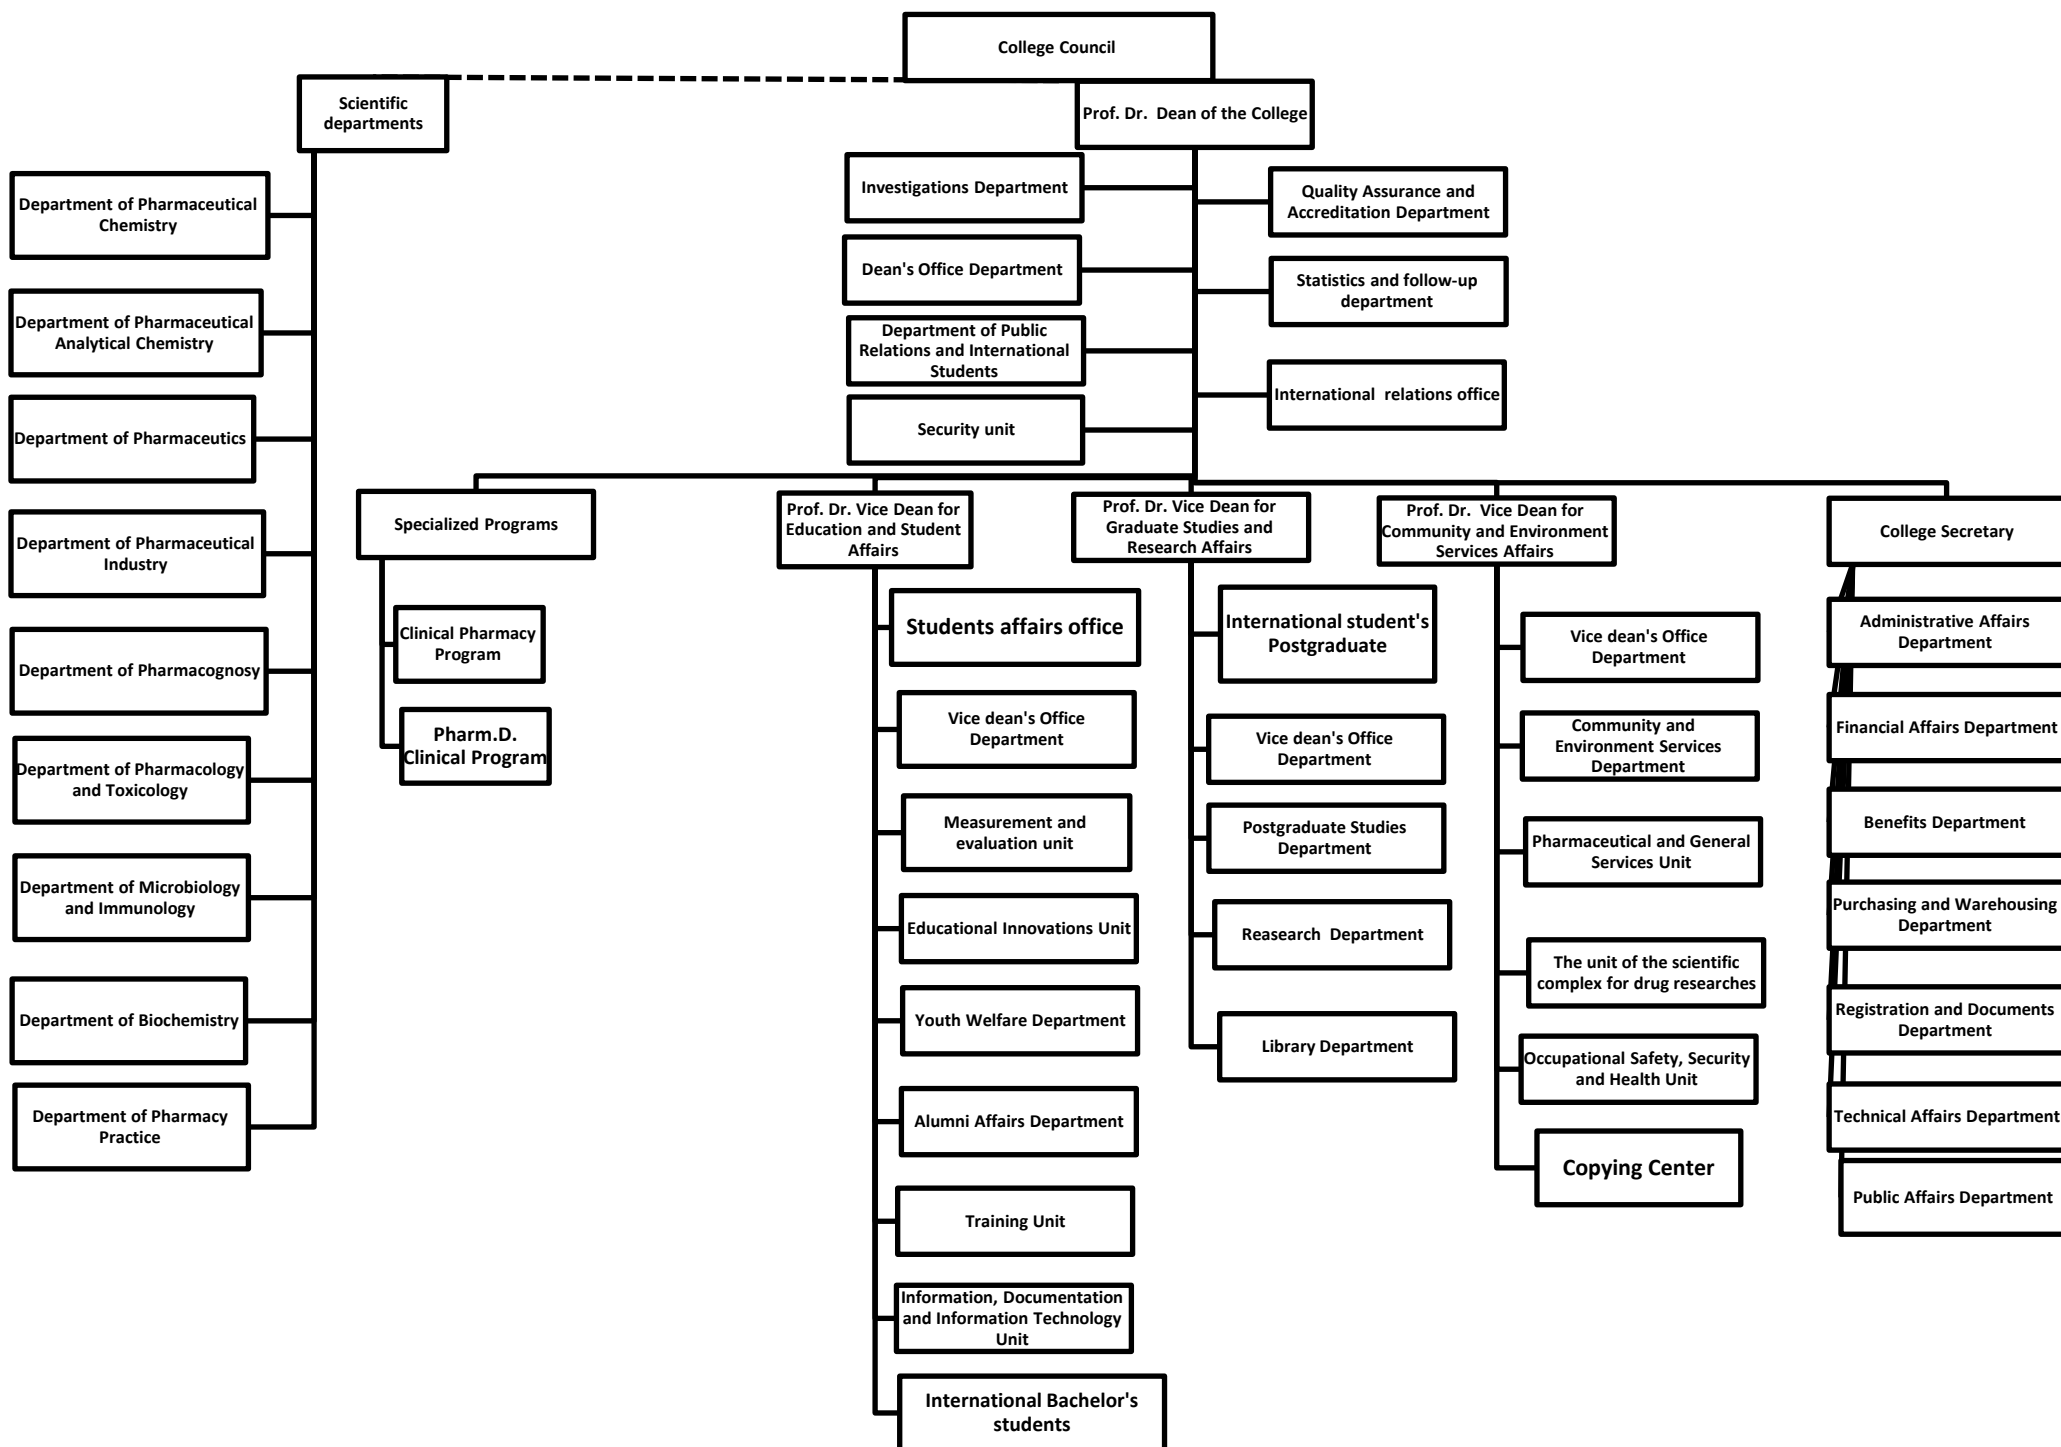 College Council
Scientific
departments
Prof. Dr.  Dean of the College
Investigations Department
Quality Assurance and
Accreditation Department
Dean's Office Department
Statistics and follow-up
department
Department of Public
Relations and International
Students
International  relations office
Security unit
Department of Pharmaceutical
Chemistry
Department of Pharmaceutical
Analytical Chemistry
Department of Pharmaceutics
Department of Pharmaceutical
Industry
Department of Pharmacognosy
Department of Pharmacology
and Toxicology
Department of Microbiology
and Immunology
Department of Biochemistry
Department of Pharmacy
Practice
Specialized Programs
Clinical Pharmacy
Program
Pharm.D.
Clinical Program
Prof. Dr. Vice Dean for
Education and Student
Affairs
Students affairs office
Vice dean's Office
Department
Measurement and
evaluation unit
Educational Innovations Unit
Youth Welfare Department
Alumni Affairs Department
Training Unit
Information, Documentation
and Information Technology
Unit
International Bachelor's
students
Prof. Dr. Vice Dean for
Graduate Studies and
Research Affairs
International student's
Postgraduate
Vice dean's Office
Department
Postgraduate Studies
Department
Reasearch  Department
Library Department
Prof. Dr.  Vice Dean for
Community and Environment
Services Affairs
Vice dean's Office
Department
Community and
Environment Services
Department
Pharmaceutical and General
Services Unit
The unit of the scientific
complex for drug researches
Occupational Safety, Security
and Health Unit
Copying Center
College Secretary
Administrative Affairs
Department
Financial Affairs Department
Benefits Department
Purchasing and Warehousing
Department
Registration and Documents
Department
Technical Affairs Department
Public Affairs Department